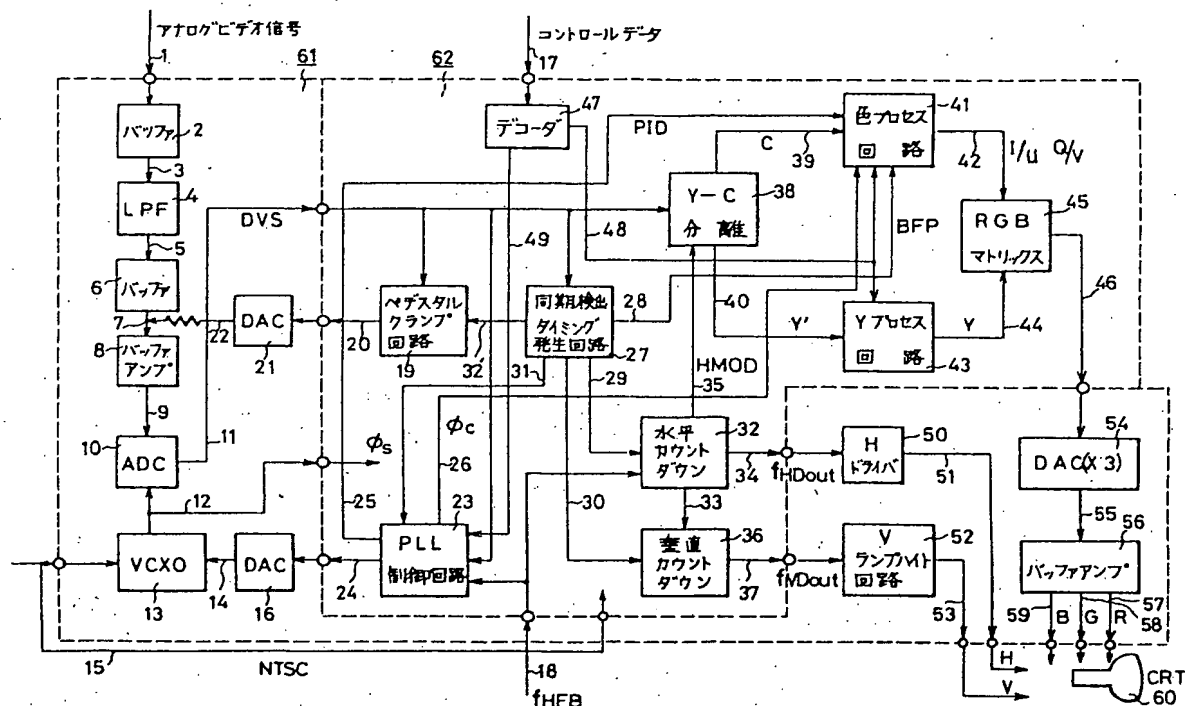 アナログビデオ信号
1
コントロールデータ
17
61
62
バッファ
2
3
LPF
4
5
バッファ
6
7
22
DAC
21
バッファ
アンプ
8
9
ADC
10
11
12
DVS
VCXO
13
14
DAC
16
15
NTSC
18
fHFB
デコーダ
47
PID
49
48
ペデスタル
クランプ
回路
19
20
32'
同期検出
タイミング
発生回路
27
28
29
30
31
φs
φc
25
26
23
PLL
制御回路
24
Y-C
分離
38
C
39
40
Y'
HMOD
35
色プロセス
回路
41
42
I/u Q/v
BFP
Yプロセス
回路
43
Y
44
RGB
マトリックス
45
46
水平
カウント
ダウン
32
33
34
fHDout
垂直
カウント
ダウン
36
37
fVDout
H
ドライバ
50
51
V
ランプハイト
回路
52
53
DAC(×3)
54
55
バッファアンプ
56
57
58
59
B
G
R
H
V
CRT
60